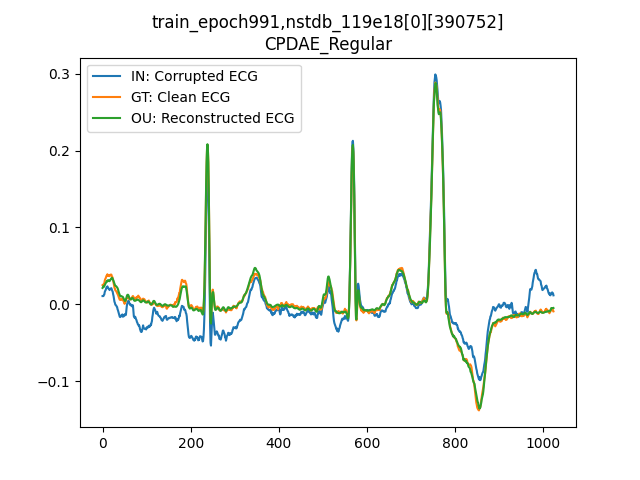 train_epoch991,nstdb_119e18[0][390752]
CPDAE_Regular
IN: Corrupted ECG
GT: Clean ECG
OU: Reconstructed ECG
0.3
0.2
0.1
0.0
−0.1
0 200 400 600 800 1000